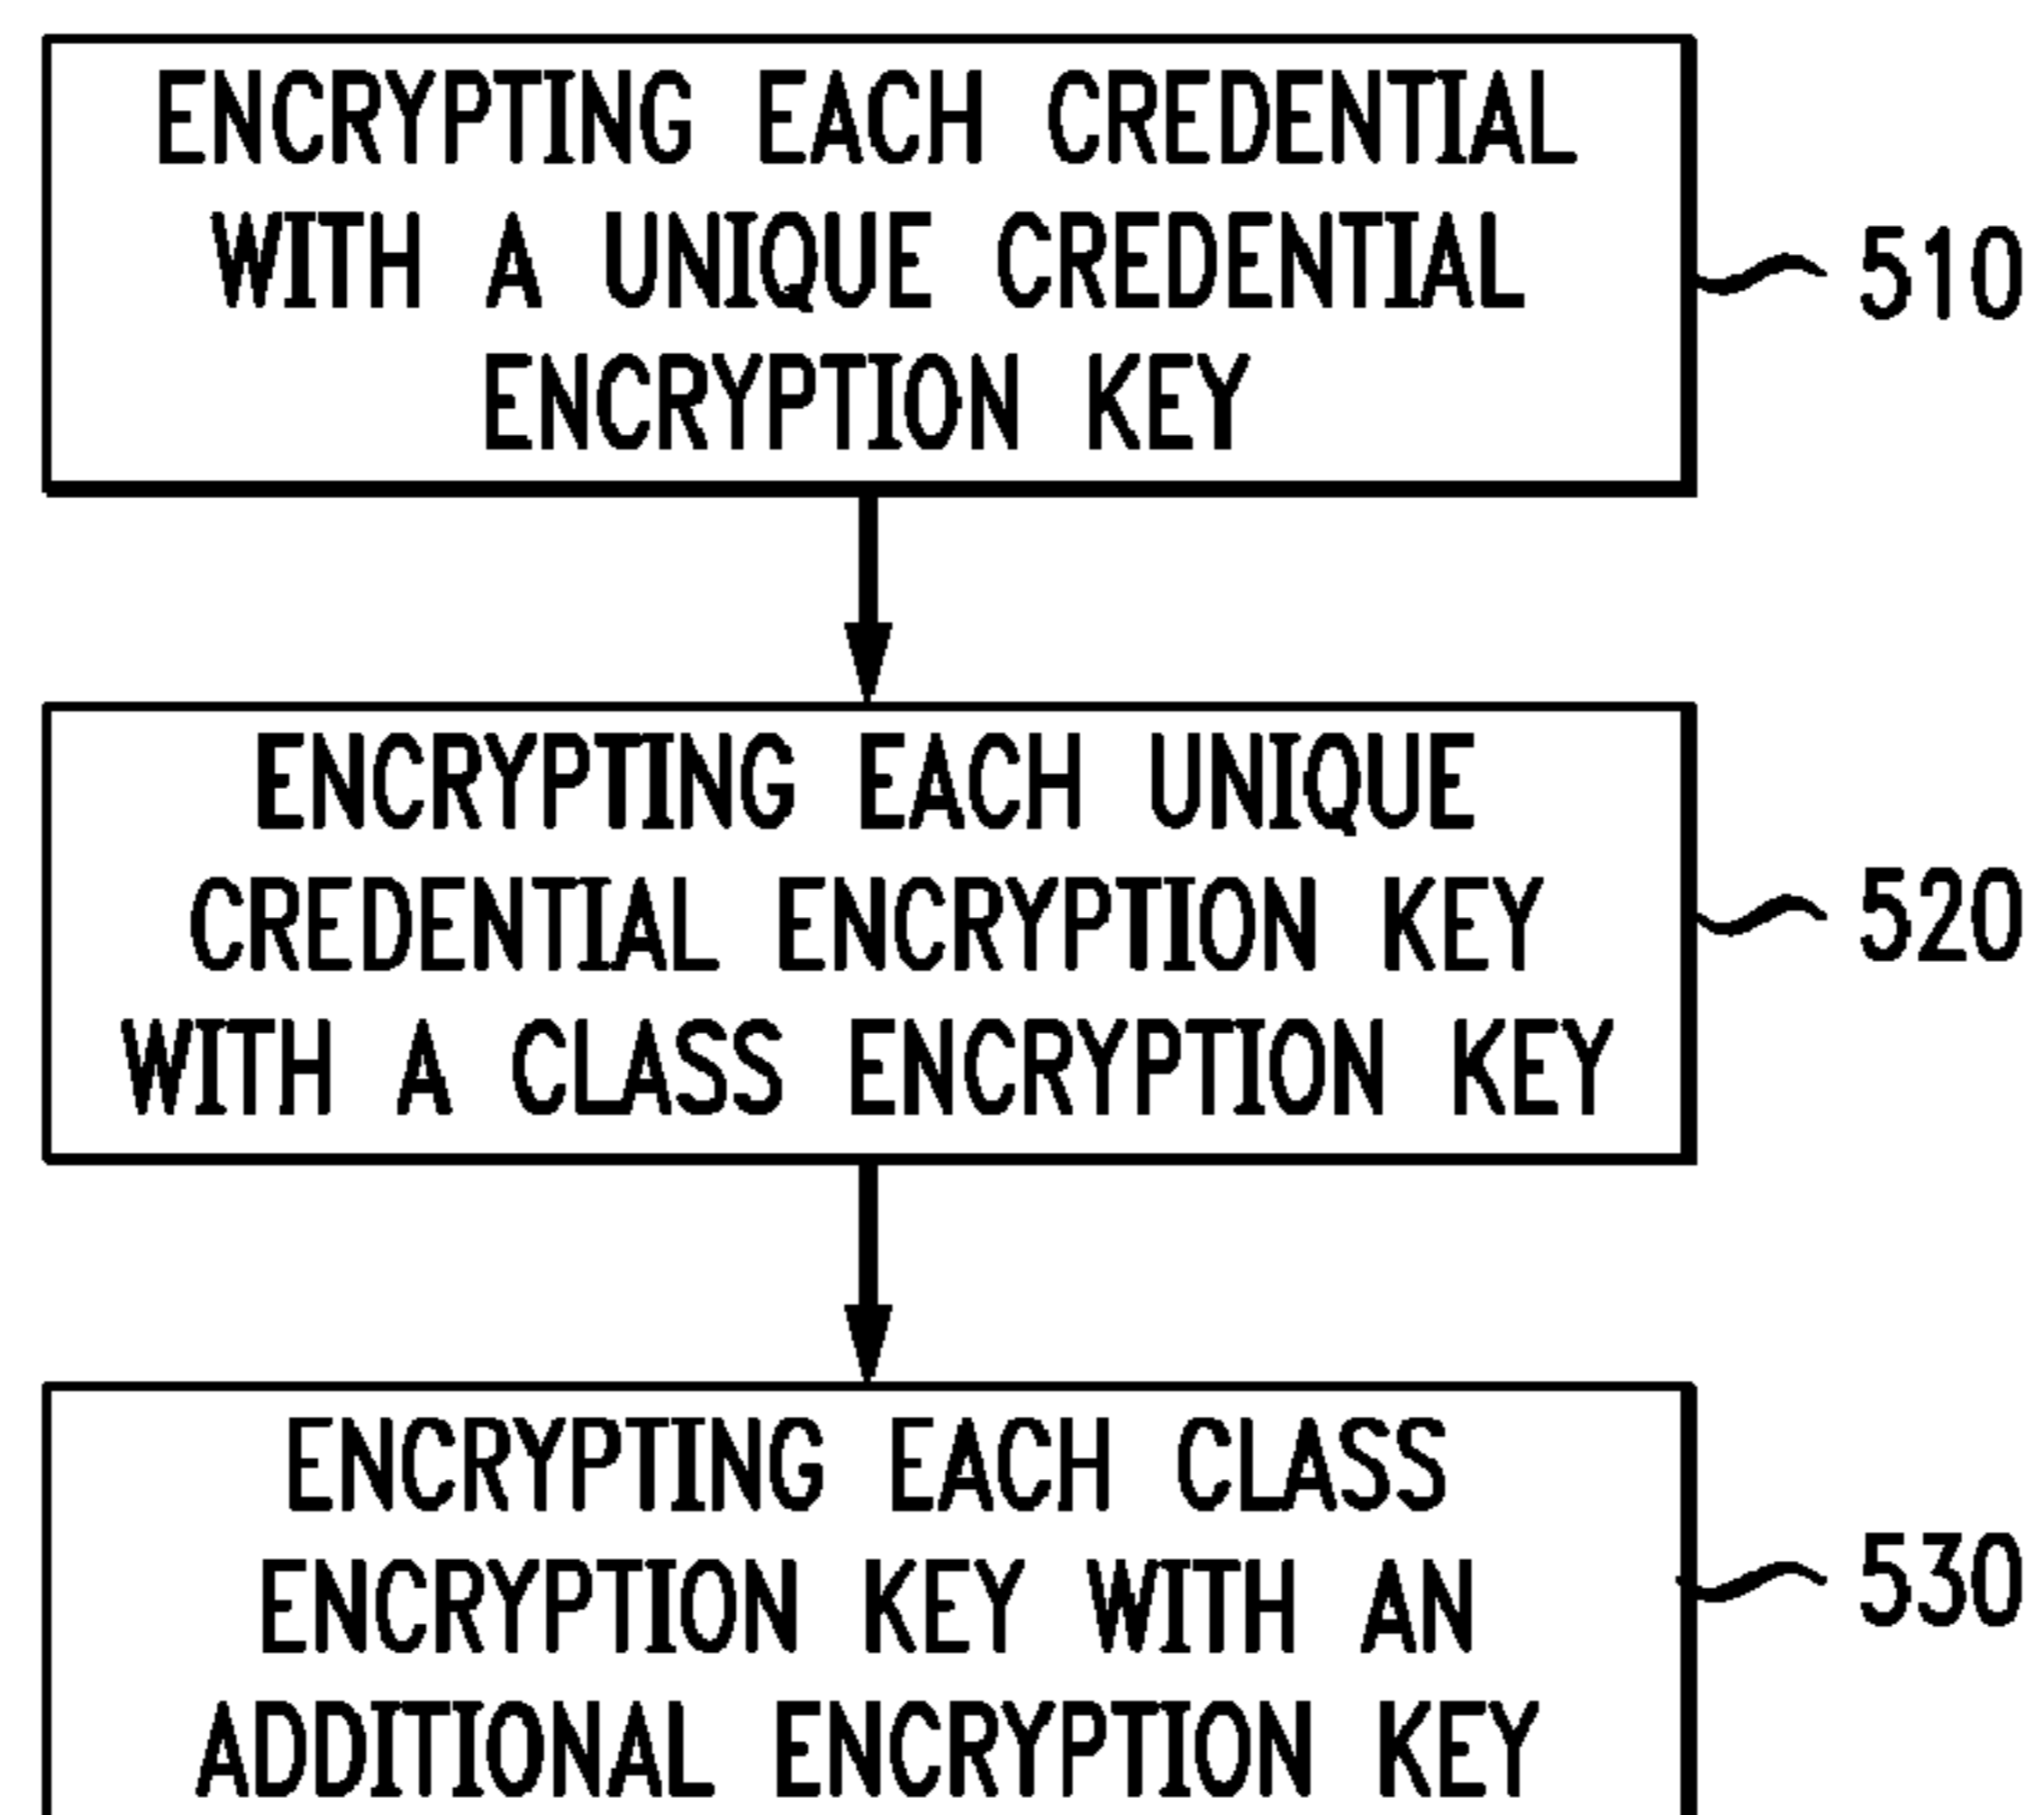 ENCRYPTING EACH CREDENTIAL
WITH A UNIQUE CREDENTIAL
ENCRYPTION KEY
510
ENCRYPTING EACH UNIQUE
CREDENTIAL ENCRYPTION KEY
WITH A CLASS ENCRYPTION KEY
520
ENCRYPTING EACH CLASS
ENCRYPTION KEY WITH AN
ADDITIONAL ENCRYPTION KEY
530